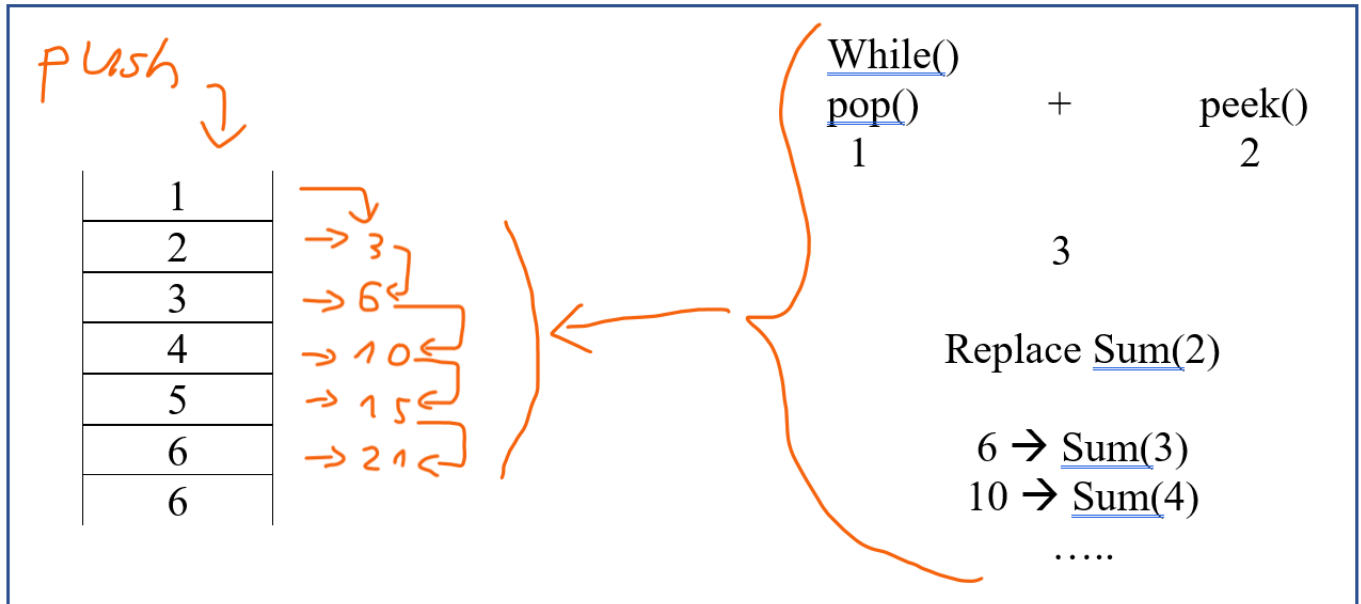 push
1
2
3
4
5
6
6
→ 3
→ 6
→ 10
→ 15
→ 21
While()
pop() + peek()
1 2
3
Replace Sum(2)
6 → Sum(3)
10 → Sum(4)
.....